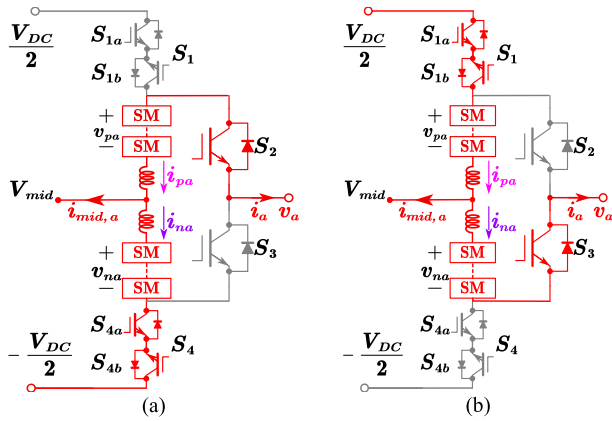 V_DC/2
S_1a
S_1
S_1b
+
SM
v_pa
−
SM
S_2
i_pa
V_mid
i_mid, a
i_a
v_a
i_na
+
SM
S_3
v_na
−
SM
S_4a
S_4
S_4b
- V_DC/2
(a)
V_DC/2
S_1a
S_1
S_1b
+
SM
v_pa
−
SM
S_2
i_pa
V_mid
i_mid, a
i_a
v_a
i_na
+
SM
S_3
v_na
−
SM
S_4a
S_4
S_4b
- V_DC/2
(b)